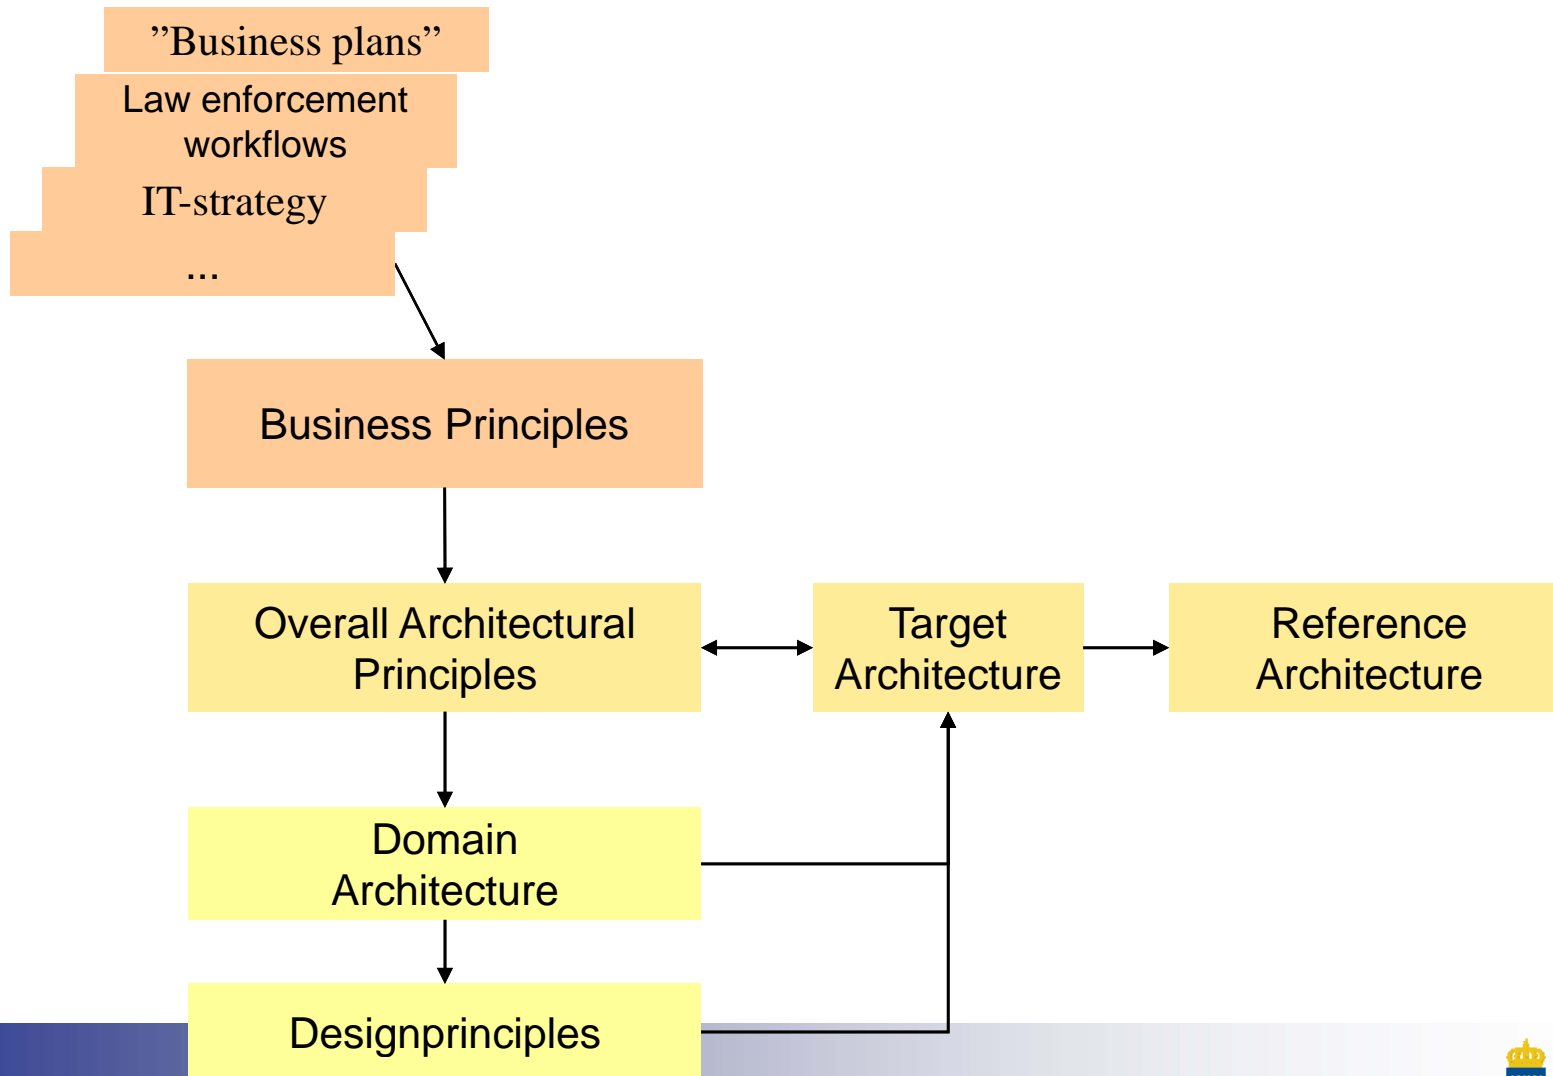 ”Business plans”
Law enforcement
workflows
IT-strategy
...
Business Principles
Overall Architectural
Principles
Target
Architecture
Reference
Architecture
Domain
Architecture
Designprinciples